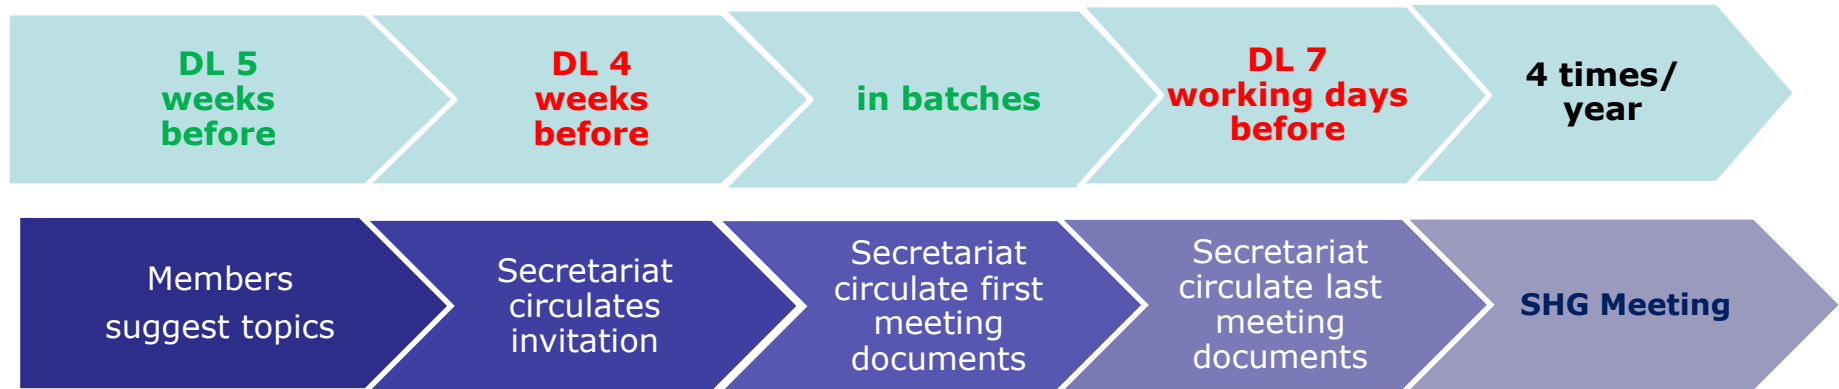 DL 5
weeks
before
DL 4
weeks
before
in batches
DL 7
working days
before
4 times/
year
Members
suggest topics
Secretariat
circulates
invitation
Secretariat
circulate first
meeting
documents
Secretariat
circulate last
meeting
documents
SHG Meeting